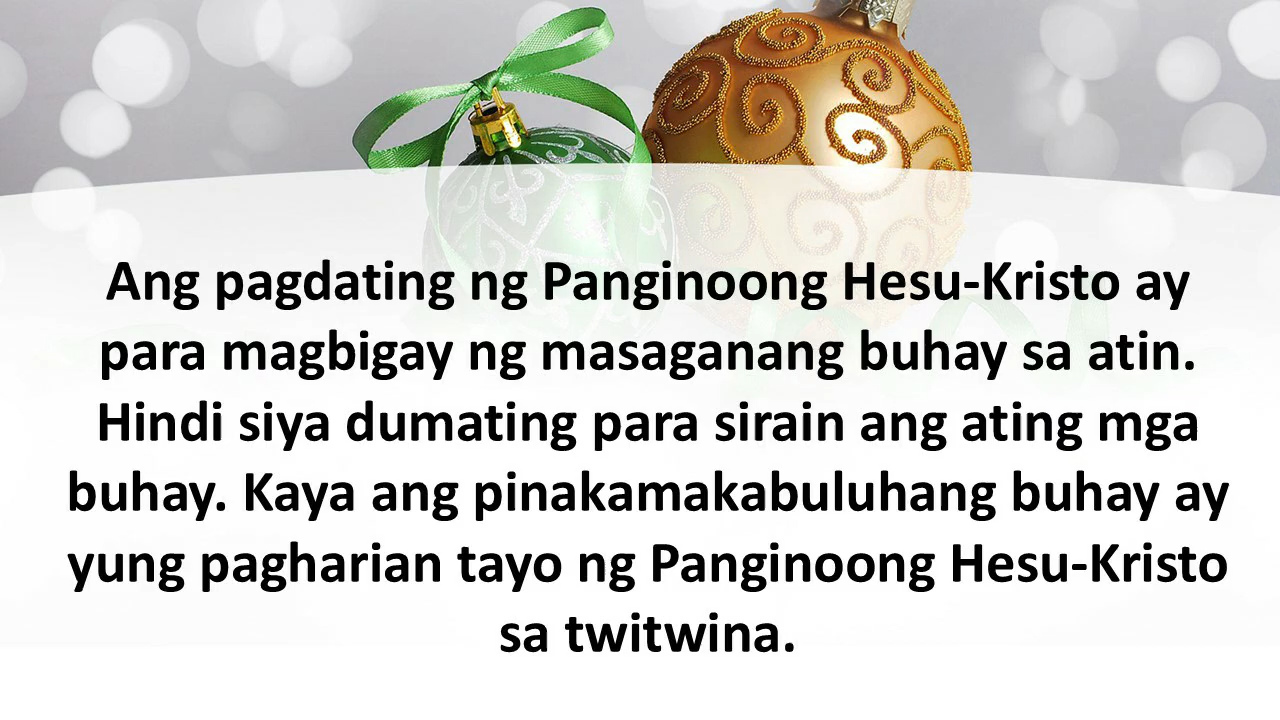 Ang pagdating ng Panginoong Hesu-Kristo ay
para magbigay ng masaganang buhay sa atin.
Hindi siya dumating para sirain ang ating mga
buhay. Kaya ang pinakamakabuluhang buhay ay
yung pagharian tayo ng Panginoong Hesu-Kristo
sa twitwina.